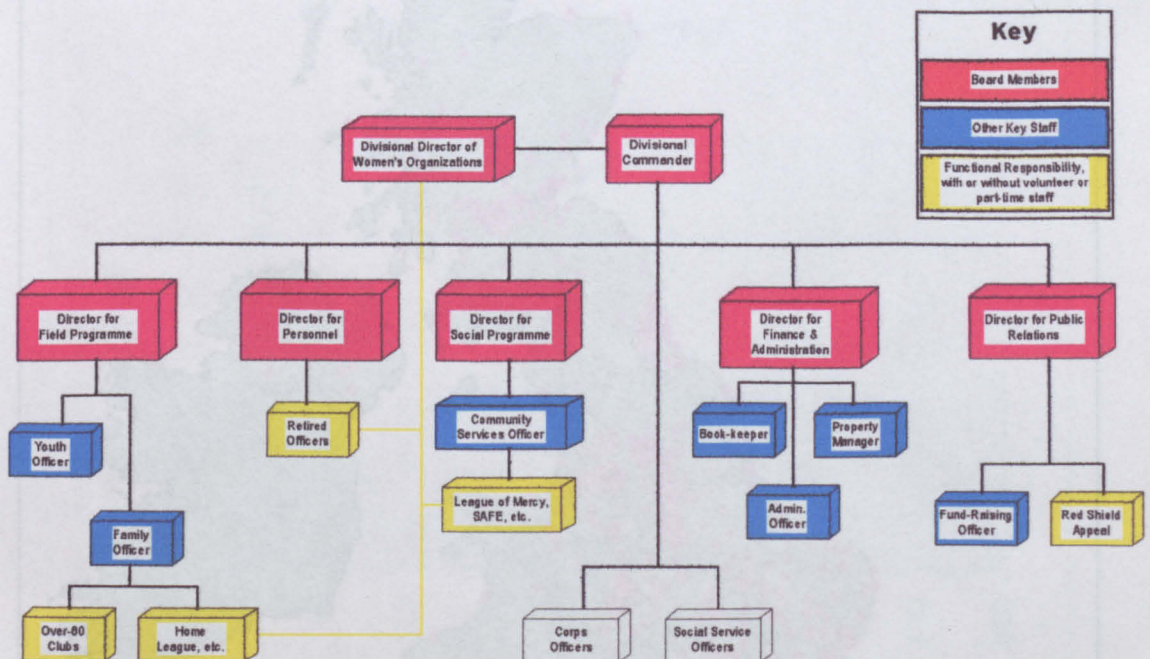 Key
Board Members
Other Key Staff
Functional Responsibility,
with or without volunteer or
part-time staff
Divisional Director of
Women's Organizations
Divisional
Commander
Director for
Field Programme
Director for
Personnel
Director for
Social Programme
Director for
Finance &
Administration
Director for Public
Relations
Youth
Officer
Retired
Officers
Community
Services Officer
Book-keeper
Property
Manager
League of Mercy,
SAFE, etc.
Admin.
Officer
Fund-Raising
Officer
Red Shield
Appeal
Family
Officer
Over-60
Clubs
Home
League, etc.
Corps
Officers
Social Service
Officers